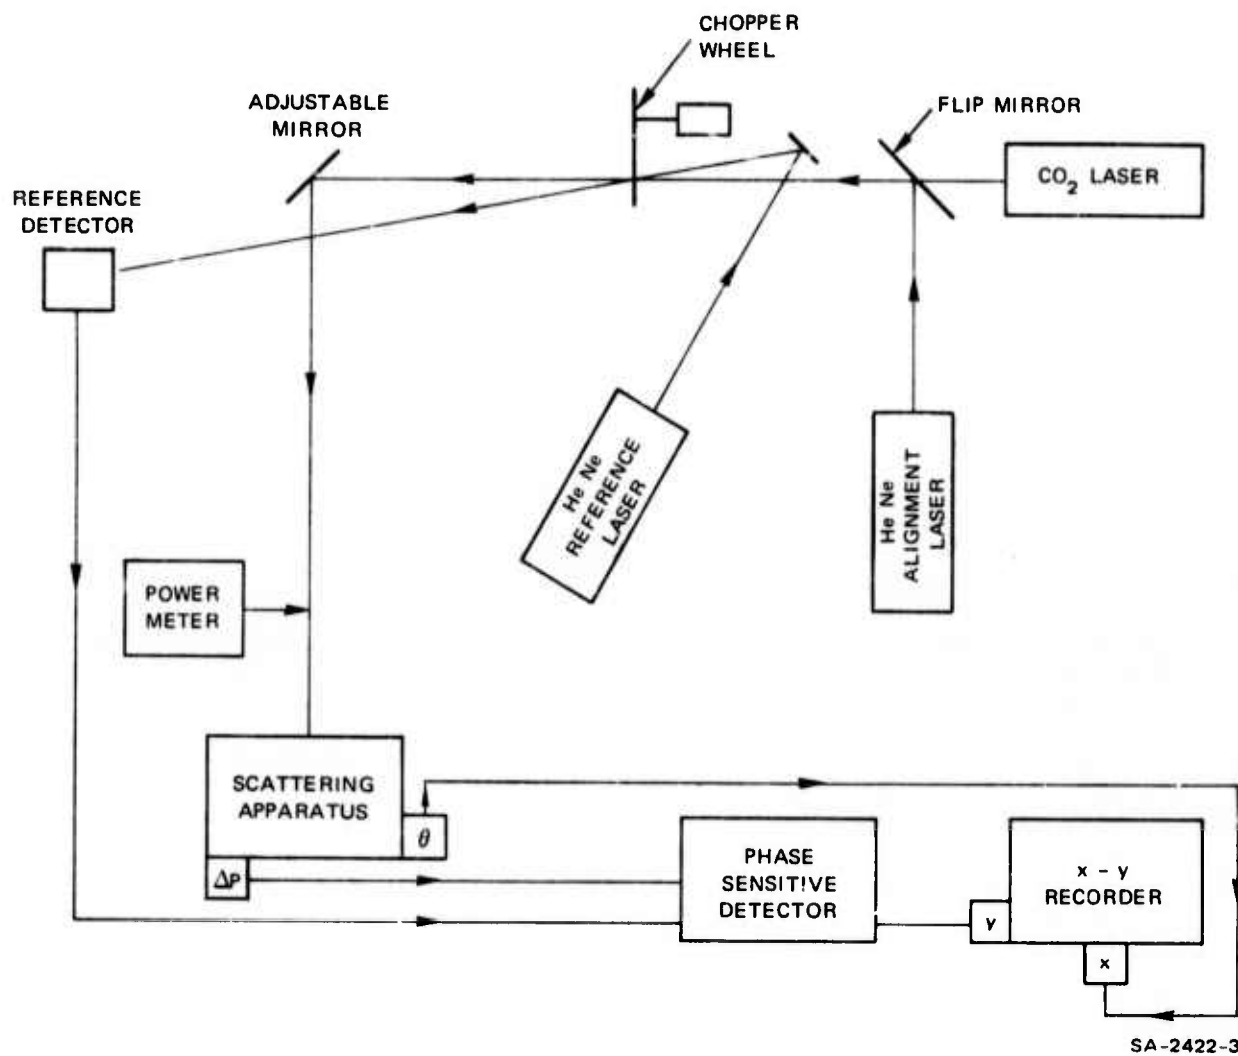 CHOPPER
WHEEL
FLIP MIRROR
ADJUSTABLE
MIRROR
CO2 LASER
REFERENCE
DETECTOR
He Ne
REFERENCE
LASER
He Ne
ALIGNMENT
LASER
POWER
METER
SCATTERING
APPARATUS
θ
ΔP
PHASE
SENSITIVE
DETECTOR
x – y
RECORDER
y
x
SA-2422-3